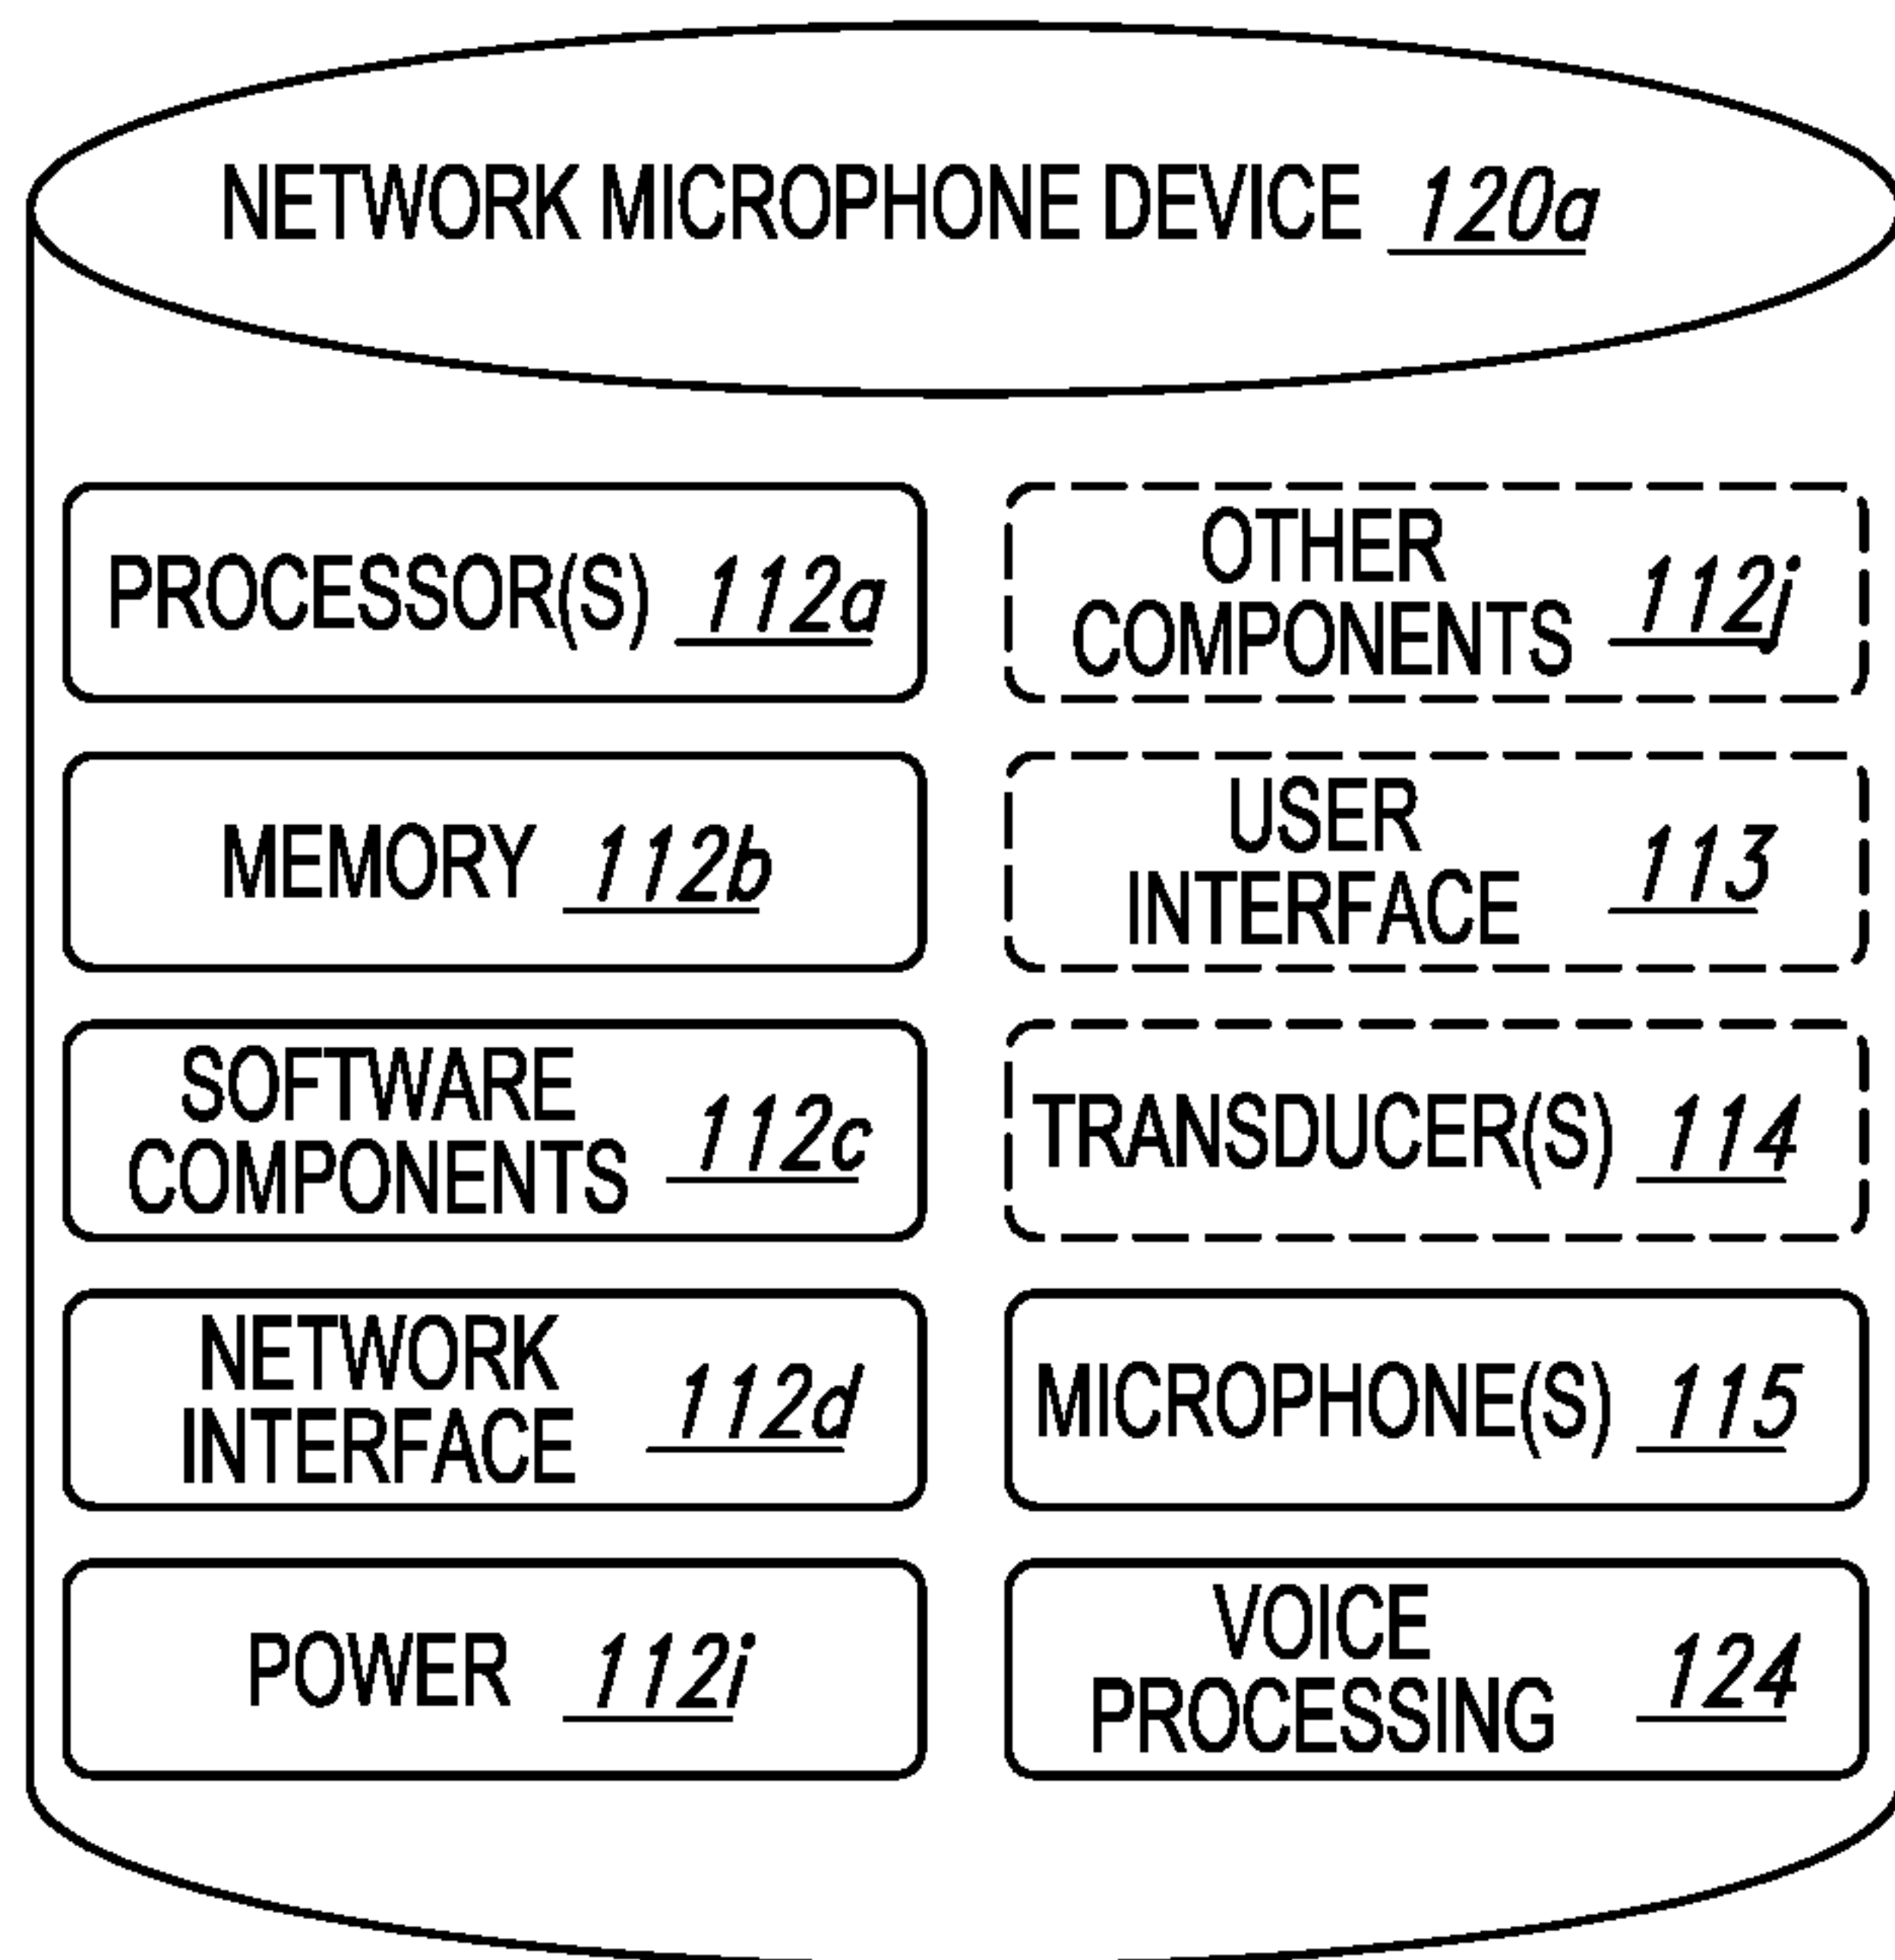 NETWORK MICROPHONE DEVICE 120a
PROCESSOR(S) 112a
MEMORY 112b
SOFTWARE
COMPONENTS 112c
NETWORK
INTERFACE 112d
POWER 112i
OTHER
COMPONENTS 112j
USER
INTERFACE 113
TRANSDUCER(S) 114
MICROPHONE(S) 115
VOICE
PROCESSING 124